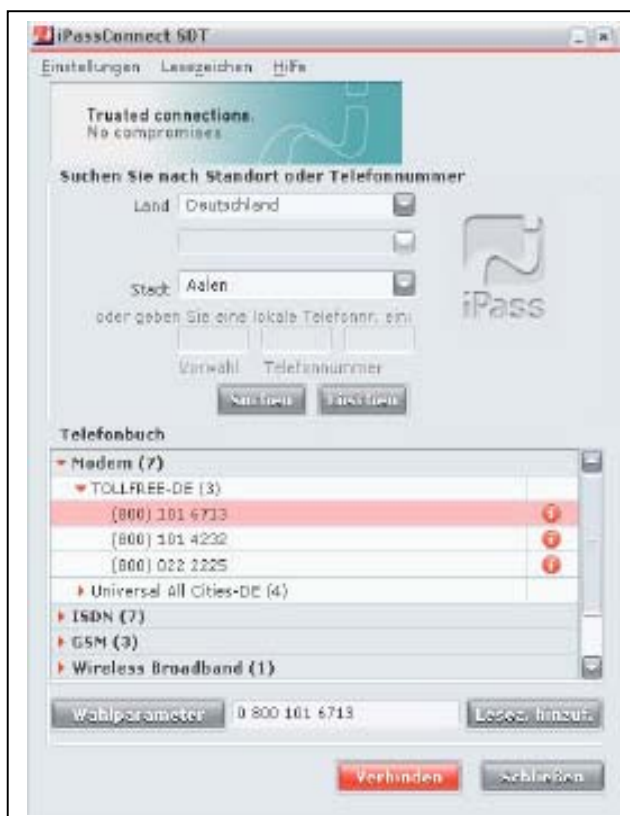 iPassConnect SDT
Einstellungen Lesezeichen Hilfe
Trusted connections.
No compromises
Suchen Sie nach Standort oder Telefonnummer
Land Deutschland
Stadt Aalen
oder geben Sie eine lokale Telefonnr. ein:
Vorwahl Telefonnummer
Suchen Löschen
iPass
Telefonbuch
Modem (7)
TOLLFREE-DE (3)
(800) 101 6713
(800) 101 4232
(800) 022 2225
Universal All Cities-DE (4)
ISDN (7)
GSM (3)
Wireless Broadband (1)
Wahlparameter 0 800 101 6713 Lesez. hinzuf.
Verbinden Schließen